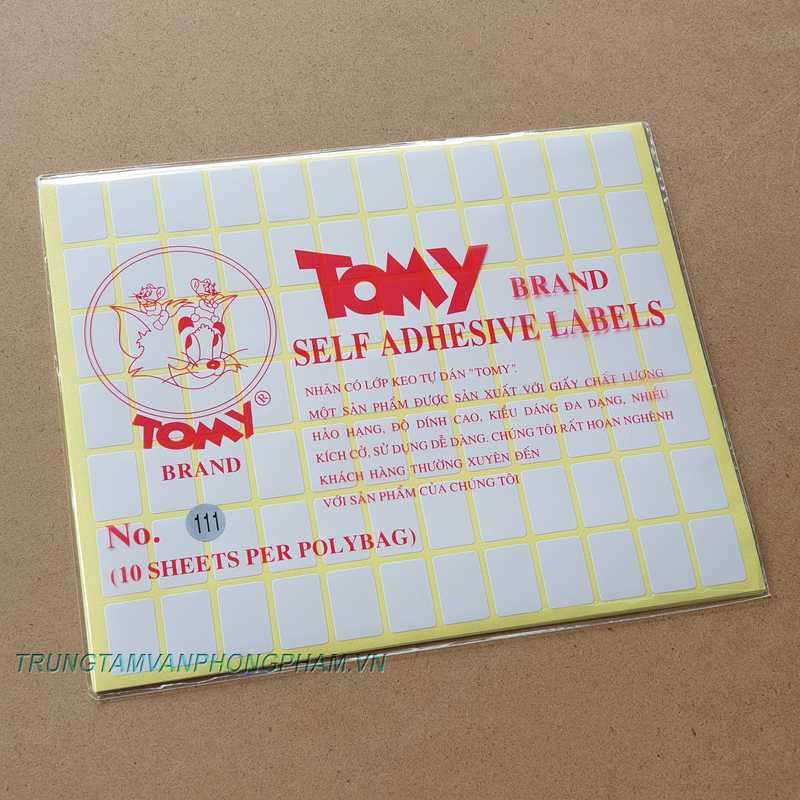 TOMY BRAND
SELF ADHESIVE LABELS
NHÃN CÓ LỚP KEO TỰ DÁN "TOMY".
MỘT SẢN PHẨM ĐƯỢC SẢN XUẤT VỚI GIẤY CHẤT LƯỢNG
HẢO HẠNG, ĐỘ DÍNH CAO, KIỂU DÁNG ĐA DẠNG, NHIỀU
KÍCH CỠ, SỬ DỤNG DỄ DÀNG. CHÚNG TÔI RẤT HOAN NGHÊNH
KHÁCH HÀNG THƯỜNG XUYÊN ĐẾN
VỚI SẢN PHẨM CỦA CHÚNG TÔI
TOMY ®
BRAND
No. 111
(10 SHEETS PER POLYBAG)
TRUNGTAMVANPHONGPHAM.VN